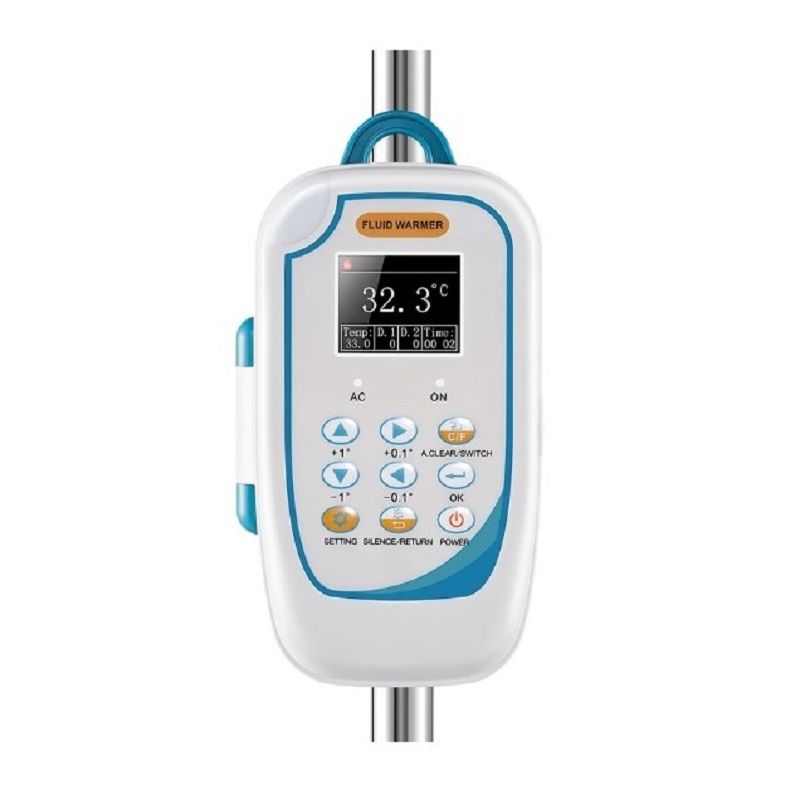 FLUID WARMER
32.3°C
Temp: D.1 D.2 Time:
33.0 0 0 00 02
AC ON
+1° +0.1° A.CLEAR/SWITCH
C/F
-1° -0.1° OK
SETTING SILENCE/RETURN POWER